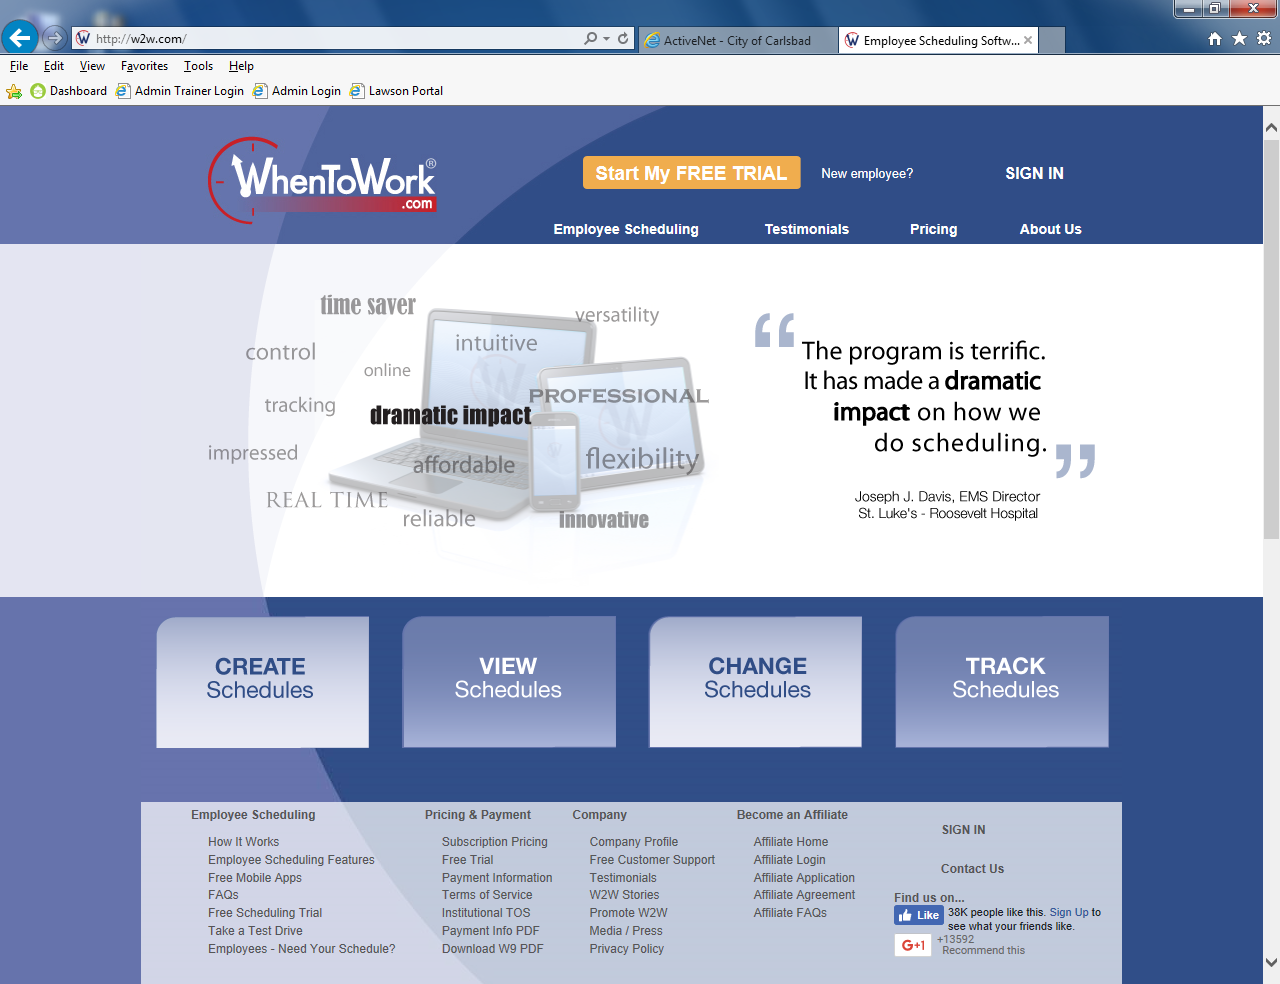 http://w2w.com/
ActiveNet - City of Carlsbad
Employee Scheduling Softw...
File Edit View Favorites Tools Help
Dashboard Admin Trainer Login Admin Login Lawson Portal
WhenToWork®
.com
Start My FREE TRIAL
New employee?
SIGN IN
Employee Scheduling Testimonials Pricing About Us
time saver
versatility
control
intuitive
online
tracking
PROFESSIONAL
dramatic impact
impressed
affordable
flexibility
REAL TIME
reliable
innovative
“The program is terrific.
It has made a dramatic
impact on how we
do scheduling.”
Joseph J. Davis, EMS Director
St. Luke's - Roosevelt Hospital
CREATE
Schedules
VIEW
Schedules
CHANGE
Schedules
TRACK
Schedules
Employee Scheduling
How It Works
Employee Scheduling Features
Free Mobile Apps
FAQs
Free Scheduling Trial
Take a Test Drive
Employees - Need Your Schedule?
Pricing & Payment
Subscription Pricing
Free Trial
Payment Information
Terms of Service
Institutional TOS
Payment Info PDF
Download W9 PDF
Company
Company Profile
Free Customer Support
Testimonials
W2W Stories
Promote W2W
Media / Press
Privacy Policy
Become an Affiliate
Affiliate Home
Affiliate Login
Affiliate Application
Affiliate Agreement
Affiliate FAQs
SIGN IN
Contact Us
Find us on...
Like 38K people like this. Sign Up to
see what your friends like.
G+1 +13592
Recommend this